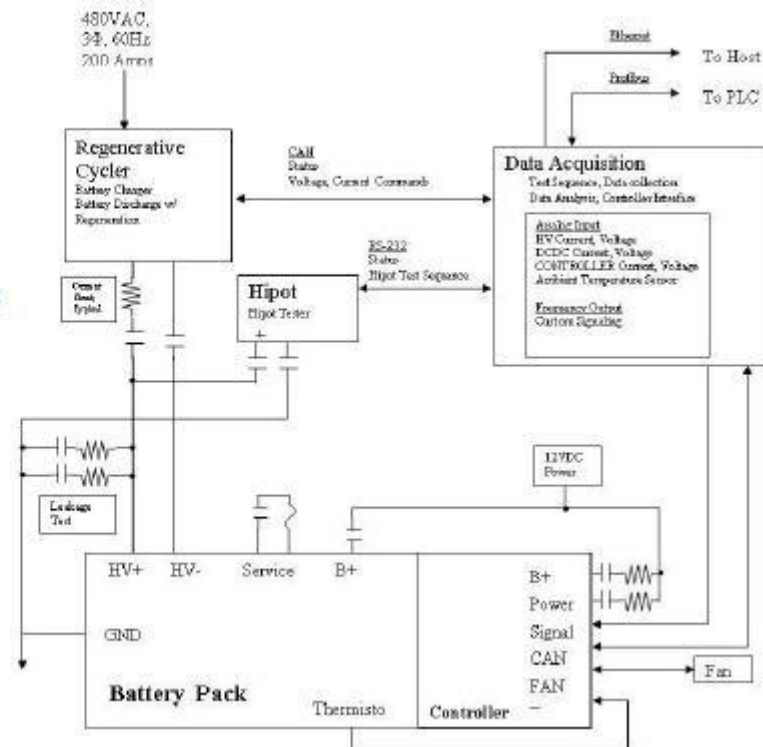 480VAC,
3Φ, 60Hz
200 Amps
Ethernet
To Host
Profibus
To PLC
Regenerative
Cycler
Battery Charger
Battery Discharge w/
Regeneration
CAN
Status
Voltage, Current Commands
Data Acquisition
Test Sequence, Data collection
Data Analysis, Controller Interface
Analog Input
HV Current, Voltage
DCDC Current, Voltage
CONTROLLER Current, Voltage
Ambient Temperature Sensor
Frequency Output
Custom Signaling
RS-232
Status
Hipot Test Sequence
Current
Typical
Hipot
Hipot Tester
+
12VDC
Power
Leakage
Test
HV+
HV-
Service
B+
B+
Power
Signal
CAN
FAN
Fan
GND
Battery Pack
Thermisto
Controller